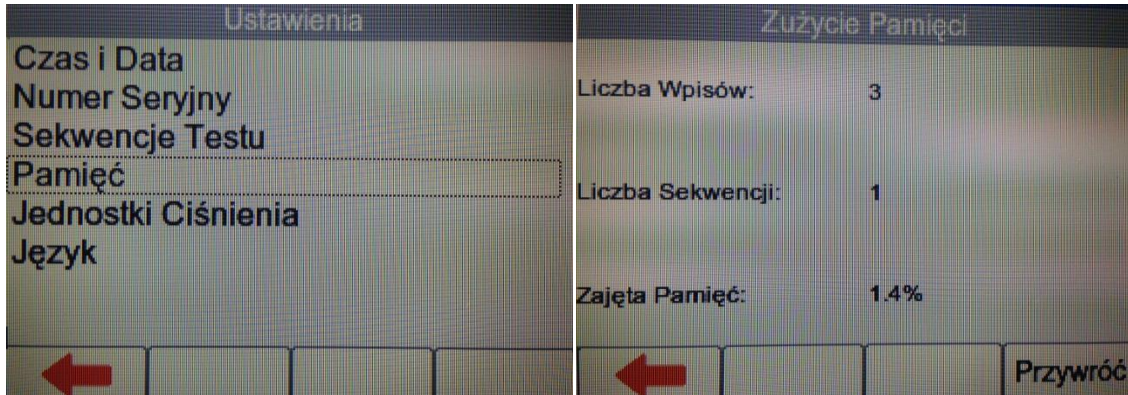 Ustawienia
Czas i Data
Numer Seryjny
Sekwencje Testu
Pamięć
Jednostki Ciśnienia
Język
Zużycie Pamięci
Liczba Wpisów: 3
Liczba Sekwencji: 1
Zajęta Pamięć: 1.4%
Przywróć